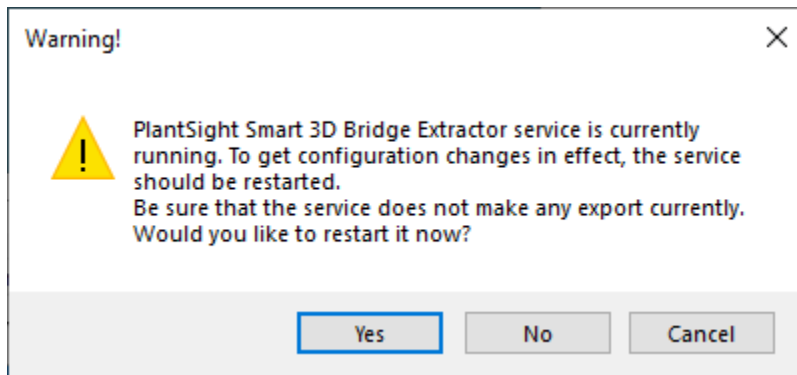 Warning!
PlantSight Smart 3D Bridge Extractor service is currently
running. To get configuration changes in effect, the service
should be restarted.
Be sure that the service does not make any export currently.
Would you like to restart it now?
Yes No Cancel